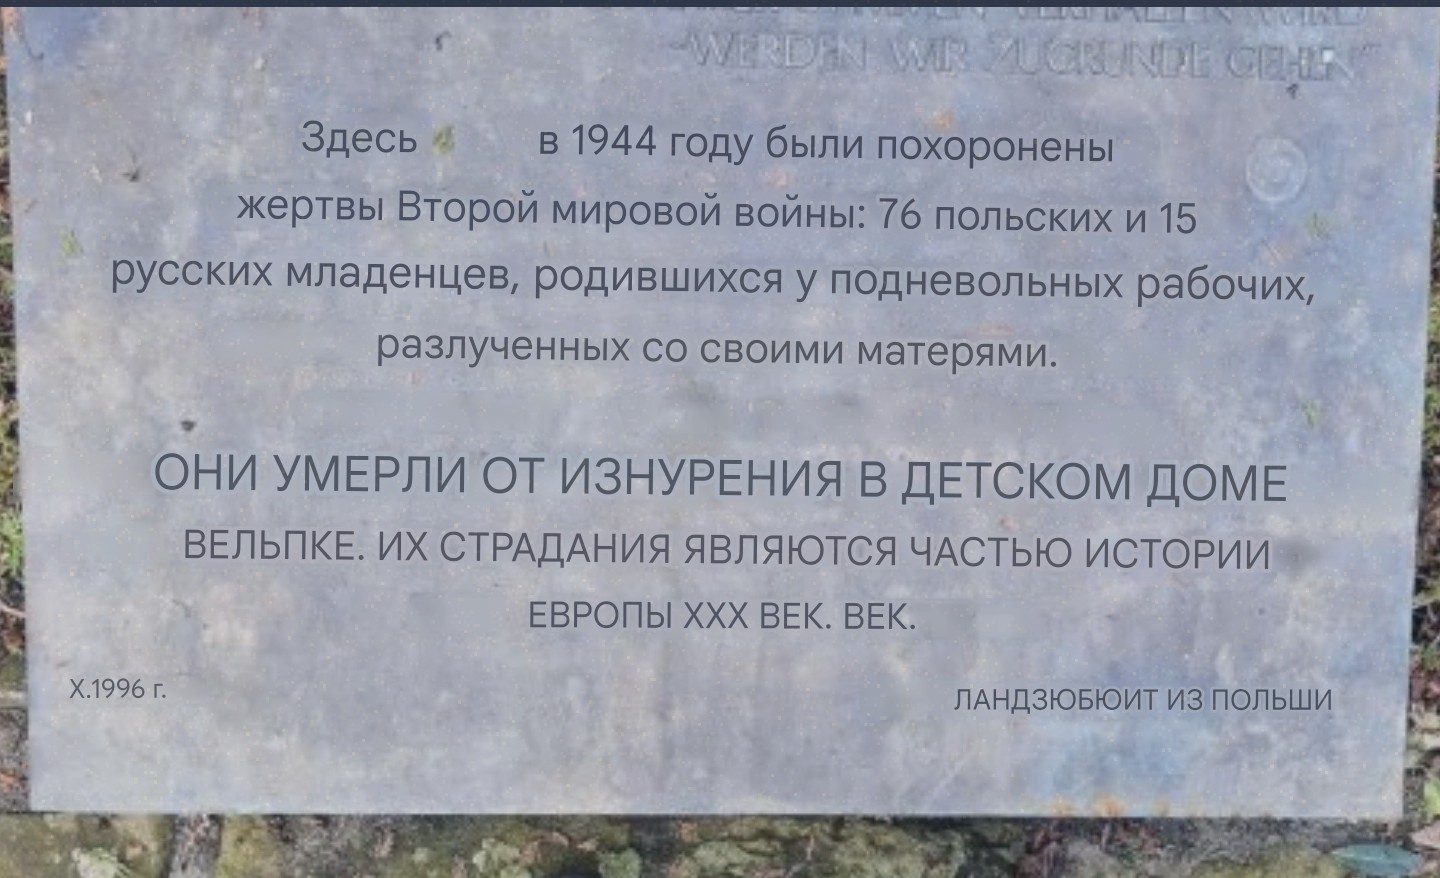 WERDEN WIR ZUGRUNDE GEHEN"
Здесь в 1944 году были похоронены
жертвы Второй мировой войны: 76 польских и 15
русских младенцев, родившихся у подневольных рабочих,
разлученных со своими матерями.
ОНИ УМЕРЛИ ОТ ИЗНУРЕНИЯ В ДЕТСКОМ ДОМЕ
ВЕЛЬПКЕ. ИХ СТРАДАНИЯ ЯВЛЯЮТСЯ ЧАСТЬЮ ИСТОРИИ
ЕВРОПЫ XXX ВЕК. ВЕК.
X.1996 г.
ЛАНДЗЮБЮИТ ИЗ ПОЛЬШИ